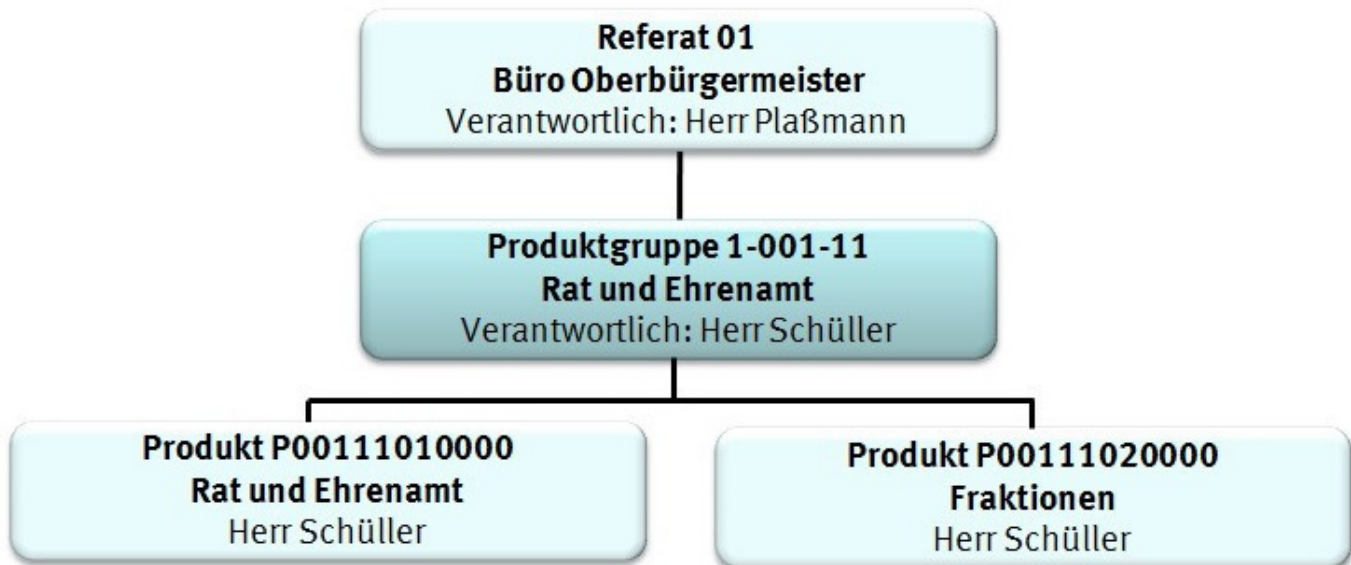 Referat 01
Büro Oberbürgermeister
Verantwortlich: Herr Plaßmann
Produktgruppe 1-001-11
Rat und Ehrenamt
Verantwortlich: Herr Schüller
Produkt P00111010000
Rat und Ehrenamt
Herr Schüller
Produkt P00111020000
Fraktionen
Herr Schüller